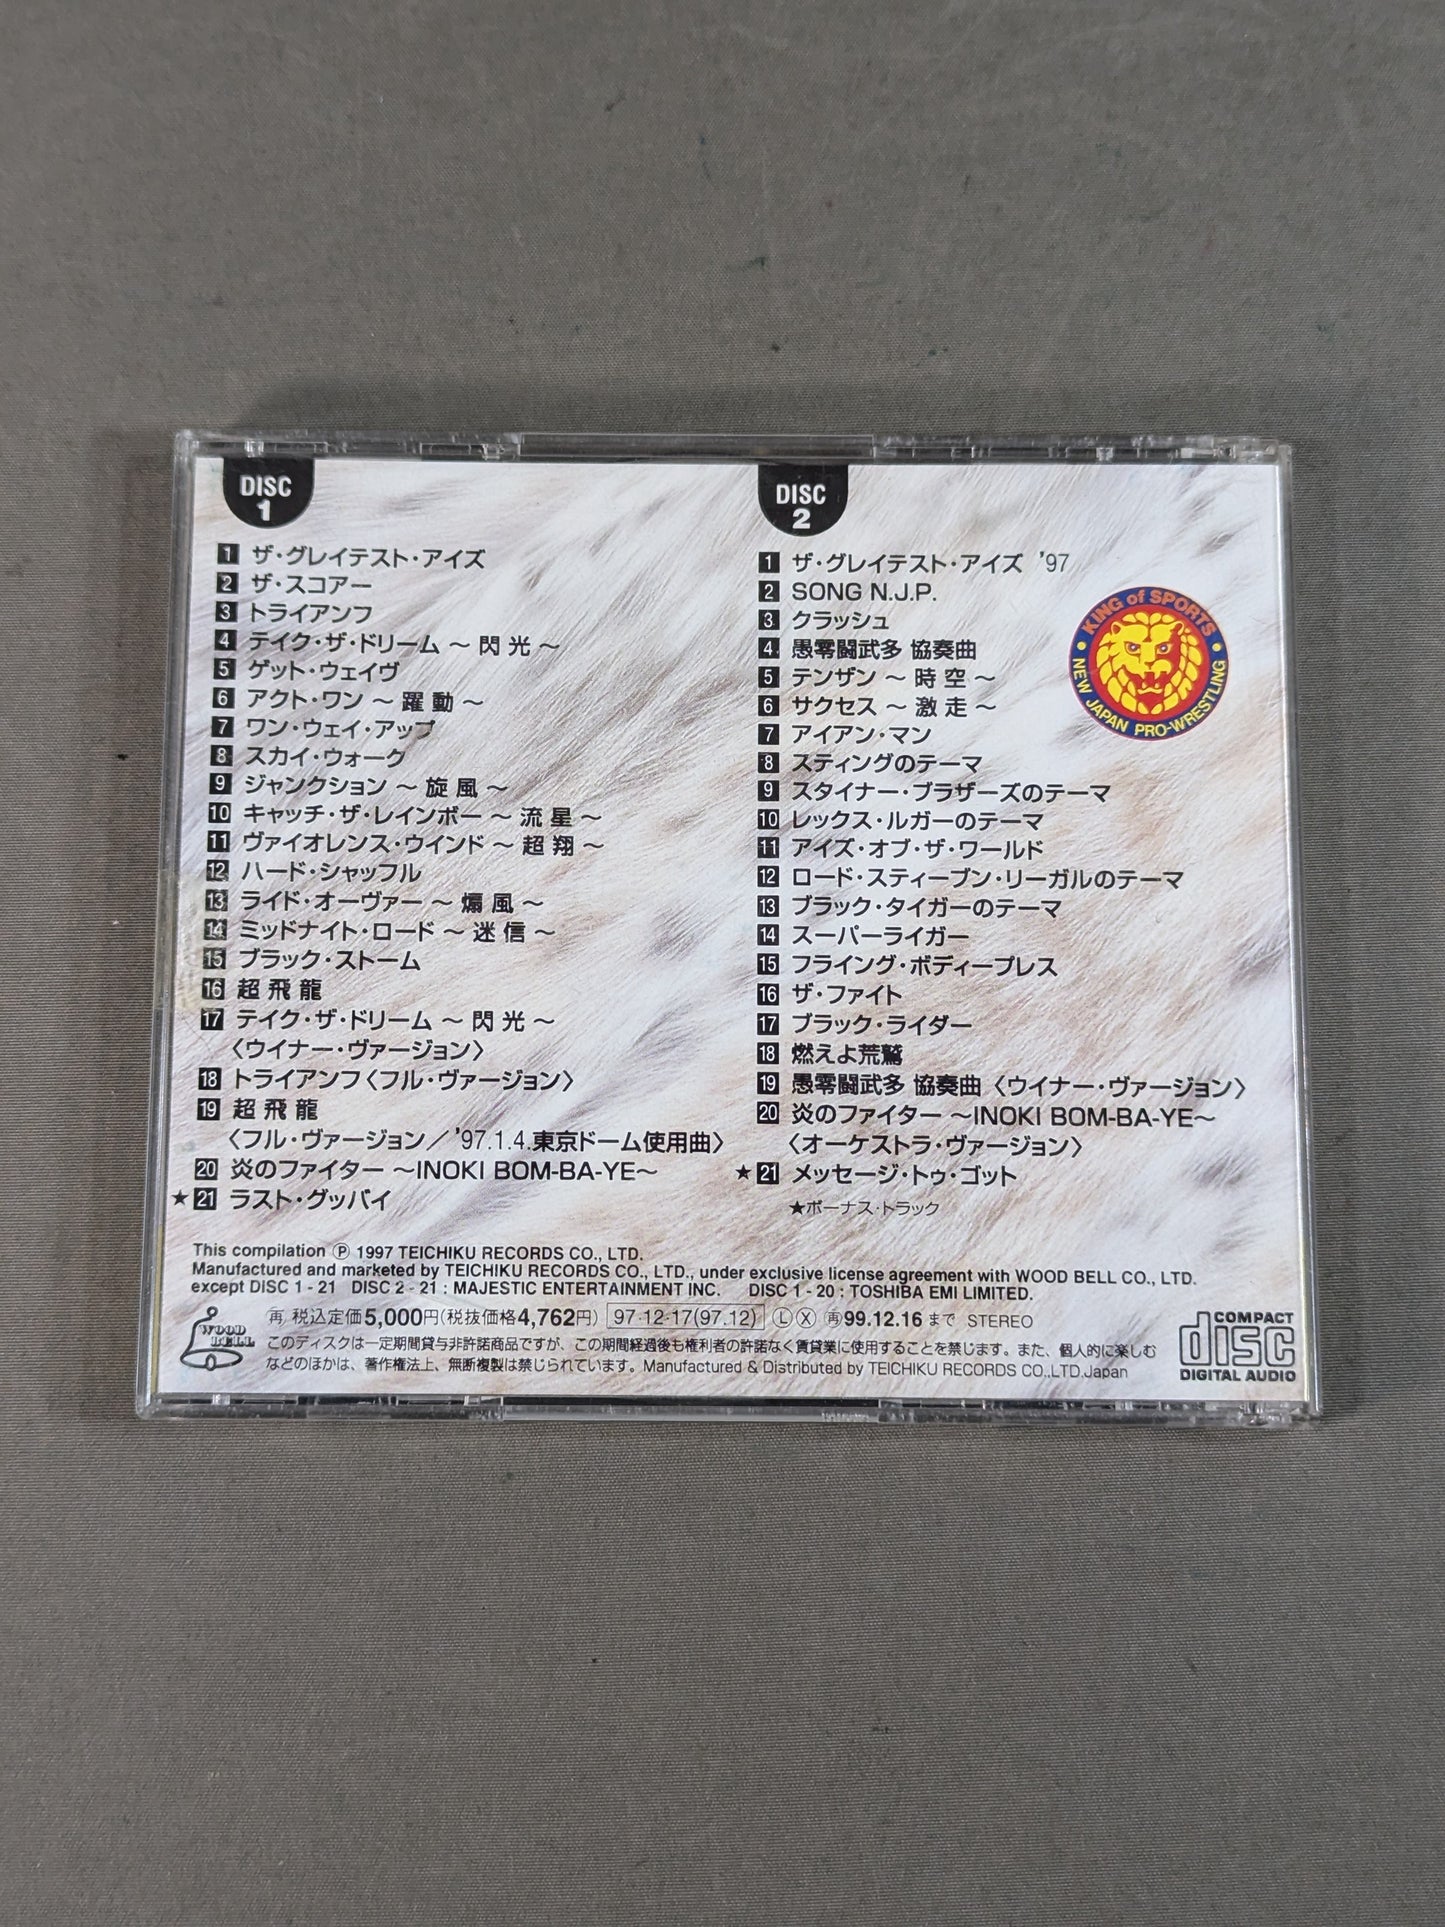 DISC
1
1 ザ・グレイテスト・アイズ
2 ザ・スコアー
3 トライアンフ
4 テイク・ザ・ドリーム ～ 閃 光 ～
5 ゲット・ウェイヴ
6 アクト・ワン ～ 躍 動 ～
7 ワン・ウェイ・アップ
8 スカイ・ウォーク
9 ジャンクション ～ 旋 風 ～
10 キャッチ・ザ・レインボー ～ 流 星 ～
11 ヴァイオレンス・ウインド ～ 超 翔 ～
12 ハード・シャッフル
13 ライド・オーヴァー ～ 煽 風 ～
14 ミッドナイト・ロード ～ 迷 信 ～
15 ブラック・ストーム
16 超 飛 龍
17 テイク・ザ・ドリーム ～ 閃 光 ～
〈ウイナー・ヴァージョン〉
18 トライアンフ〈フル・ヴァージョン〉
19 超 飛 龍
〈フル・ヴァージョン／'97.1.4.東京ドーム使用曲〉
20 炎のファイター ～INOKI BOM-BA-YE～
★ 21 ラスト・グッバイ
DISC
2
1 ザ・グレイテスト・アイズ '97
2 SONG N.J.P.
3 クラッシュ
4 愚零闘武多 協奏曲
5 テンザン ～ 時 空 ～
6 サクセス ～ 激 走 ～
7 アイアン・マン
8 スティングのテーマ
9 スタイナー・ブラザーズのテーマ
10 レックス・ルガーのテーマ
11 アイズ・オブ・ザ・ワールド
12 ロード・スティーブン・リーガルのテーマ
13 ブラック・タイガーのテーマ
14 スーパーライガー
15 フライング・ボディープレス
16 ザ・ファイト
17 ブラック・ライダー
18 燃えよ荒鷲
19 愚零闘武多 協奏曲〈ウイナー・ヴァージョン〉
20 炎のファイター ～INOKI BOM-BA-YE～
〈オーケストラ・ヴァージョン〉
★ 21 メッセージ・トゥ・ゴット
★ボーナス・トラック
KING of SPORTS
NEW JAPAN PRO-WRESTLING
This compilation Ⓟ 1997 TEICHIKU RECORDS CO., LTD.
Manufactured and marketed by TEICHIKU RECORDS CO., LTD., under exclusive license agreement with WOOD BELL CO., LTD.
except DISC 1 - 21 DISC 2 - 21 : MAJESTIC ENTERTAINMENT INC. DISC 1 - 20 : TOSHIBA EMI LIMITED.
WOOD BELL
再 税込定価5,000円(税抜価格4,762円) 97-12-17(97.12) Ⓛ Ⓧ ㊢99.12.16 まで STEREO
このディスクは一定期間貸与非許諾商品ですが、この期間経過後も権利者の許諾なく賃貸業に使用することを禁じます。また、個人的に楽しむ
などのほかは、著作権法上、無断複製は禁じられています。Manufactured & Distributed by TEICHIKU RECORDS CO.,LTD.Japan
COMPACT
disc
DIGITAL AUDIO